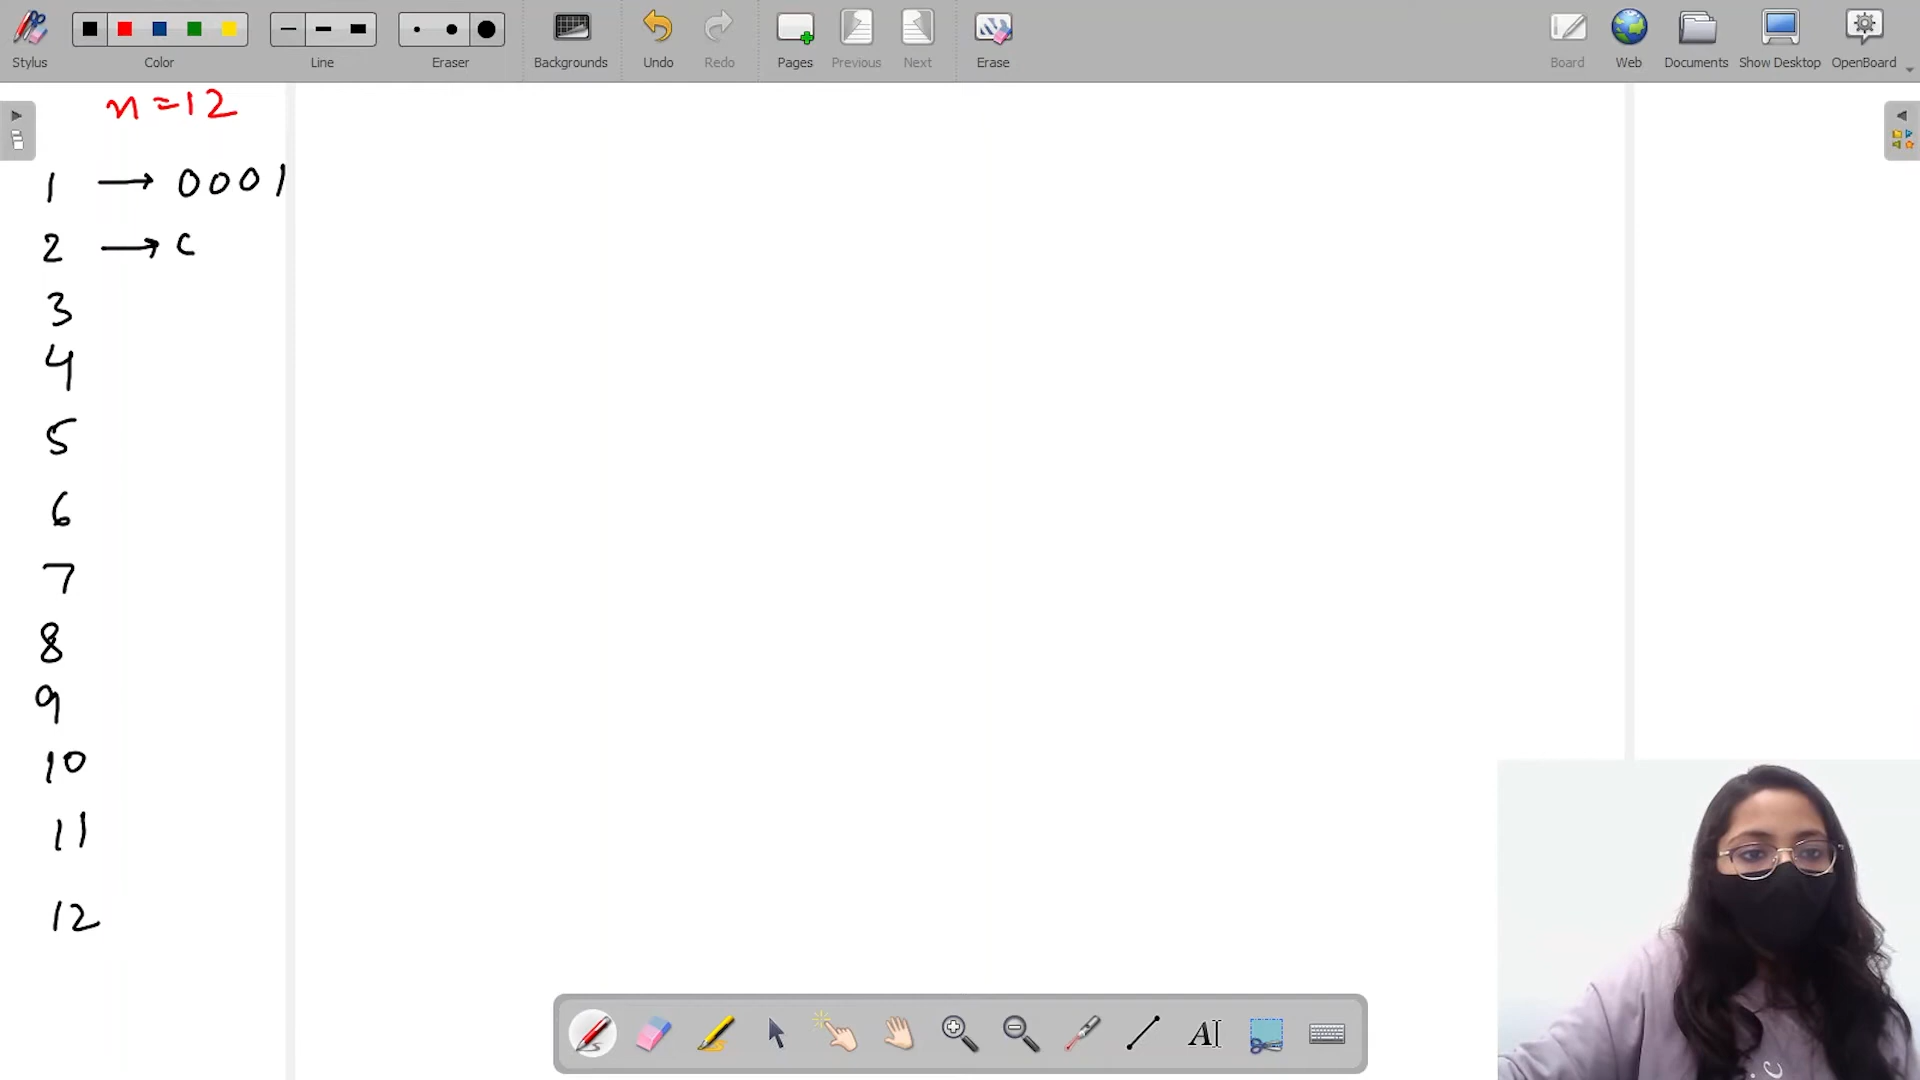 Stylus
Color
Line
Eraser
Backgrounds
Undo
Redo
Pages
Previous
Next
Erase
Board
Web
Documents
Show Desktop
OpenBoard
n = 12
1 → 0001
2 → c
3
4
5
6
7
8
9
10
11
12